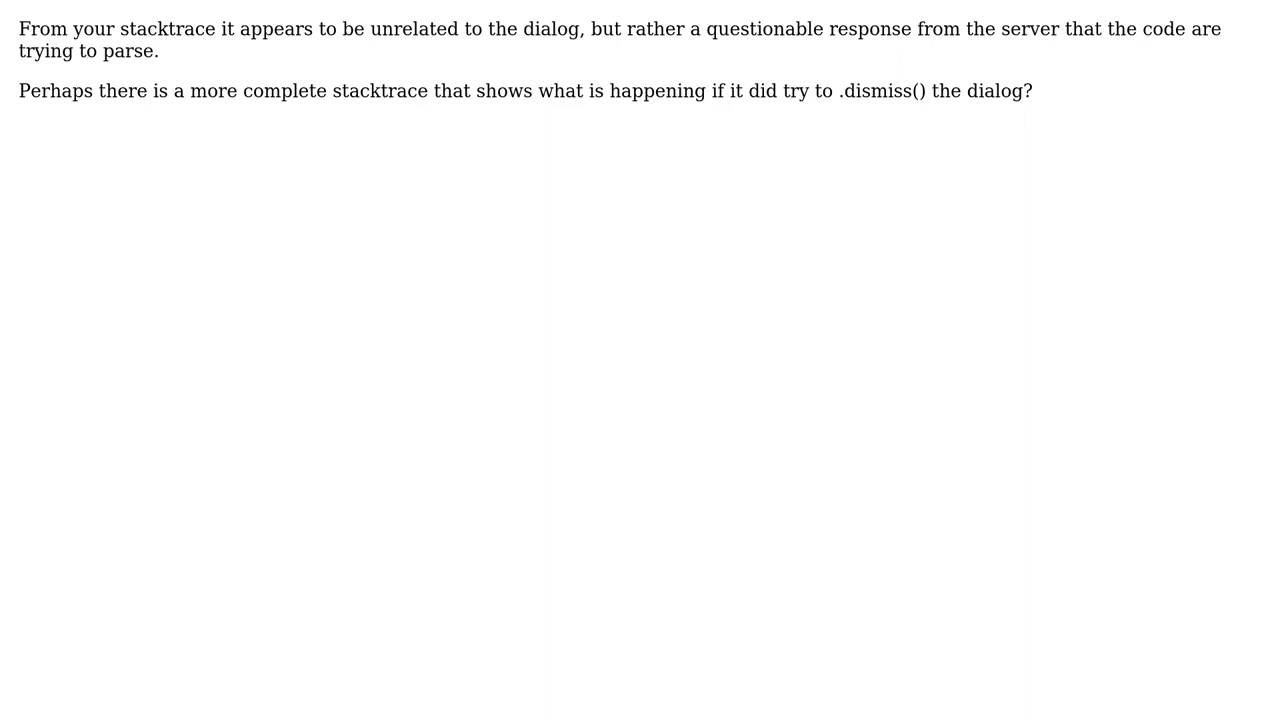 From your stacktrace it appears to be unrelated to the dialog, but rather a questionable response from the server that the code are
trying to parse.
Perhaps there is a more complete stacktrace that shows what is happening if it did try to .dismiss() the dialog?